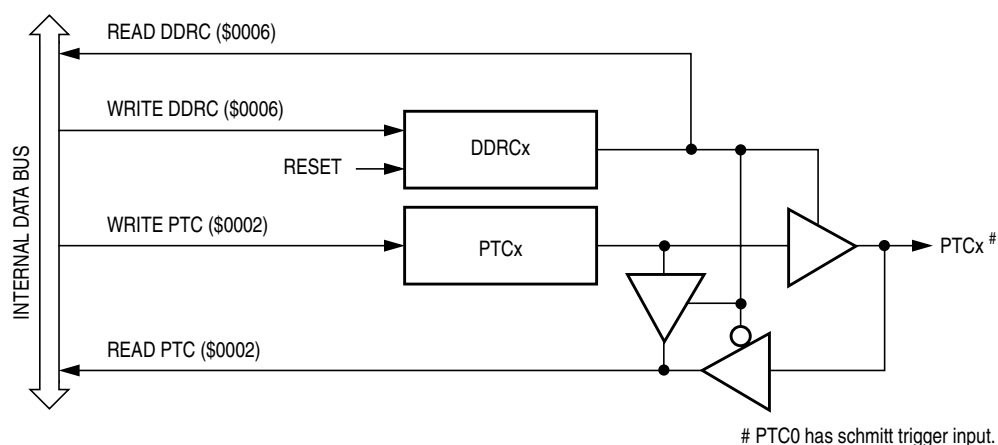 READ DDRC ($0006)
WRITE DDRC ($0006)
DDRCx
RESET
INTERNAL DATA BUS
WRITE PTC ($0002)
PTCx
PTCx #
READ PTC ($0002)
# PTC0 has schmitt trigger input.